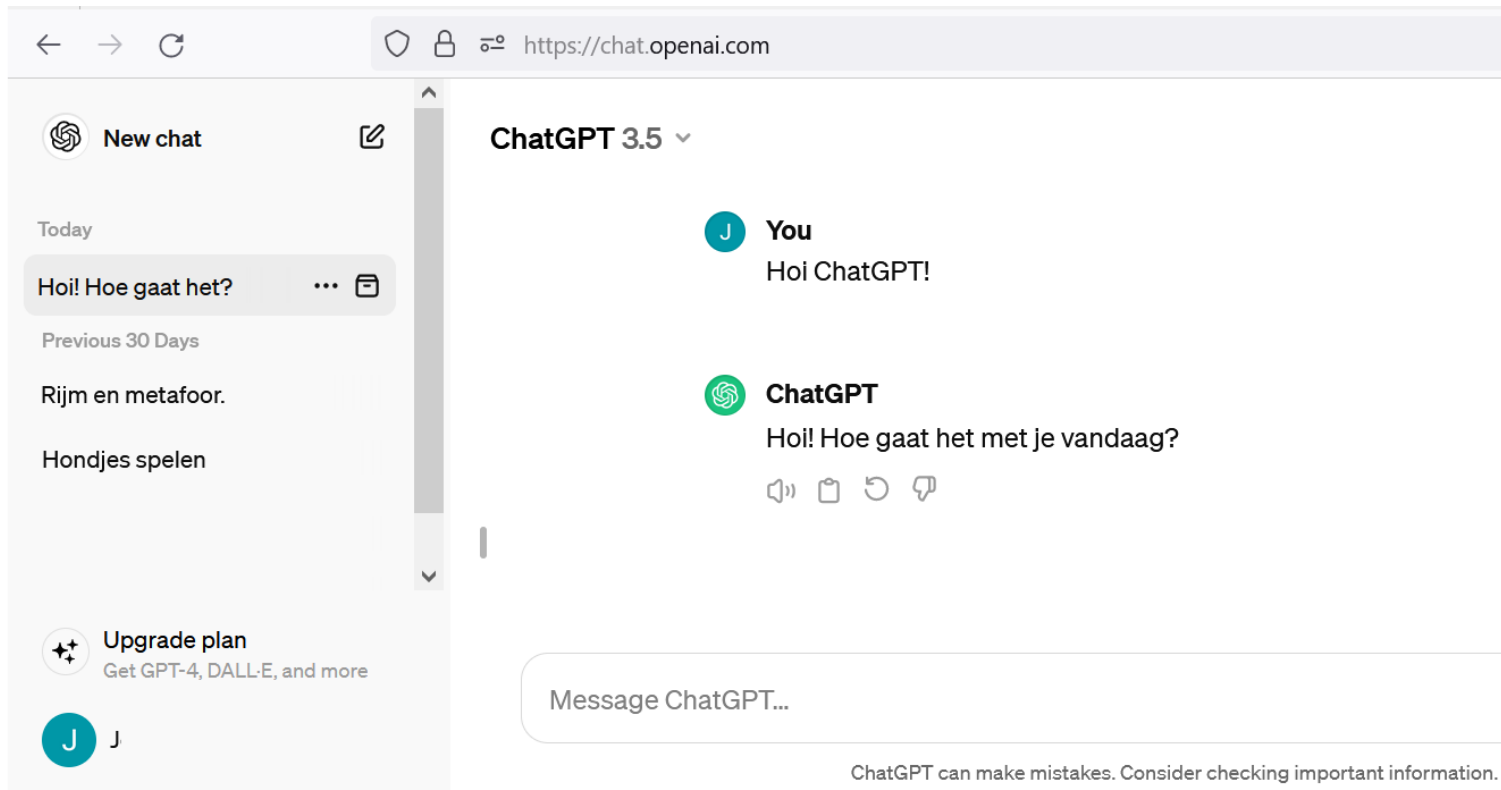 https://chat.openai.com
New chat
Today
Hoi! Hoe gaat het?
Previous 30 Days
Rijm en metafoor.
Hondjes spelen
Upgrade plan
Get GPT-4, DALL·E, and more
J
J
ChatGPT 3.5
J
You
Hoi ChatGPT!
ChatGPT
Hoi! Hoe gaat het met je vandaag?
Message ChatGPT...
ChatGPT can make mistakes. Consider checking important information.